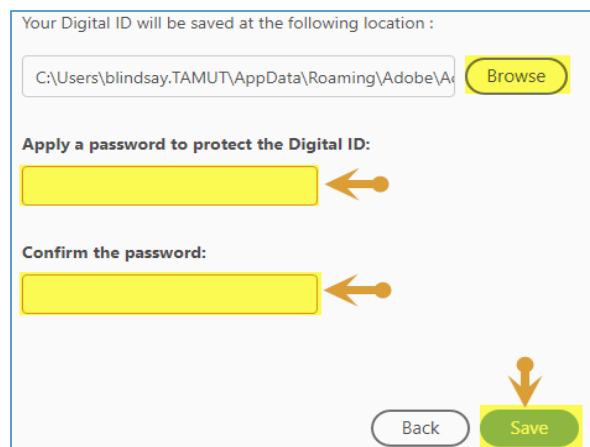 Your Digital ID will be saved at the following location :
C:\Users\blindsay.TAMUT\AppData\Roaming\Adobe\Ac Browse
Apply a password to protect the Digital ID:
Confirm the password:
Back Save